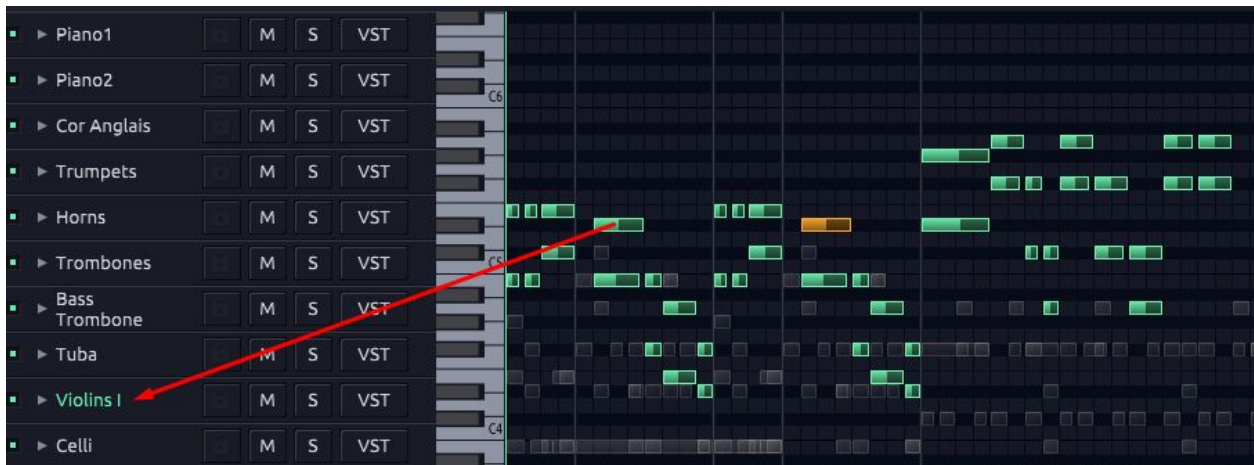 Piano1 M S VST
Piano2 M S VST
C6
Cor Anglais M S VST
Trumpets M S VST
Horns M S VST
Trombones M S VST
C5
Bass
Trombone M S VST
Tuba M S VST
Violins I M S VST
C4
Celli M S VST